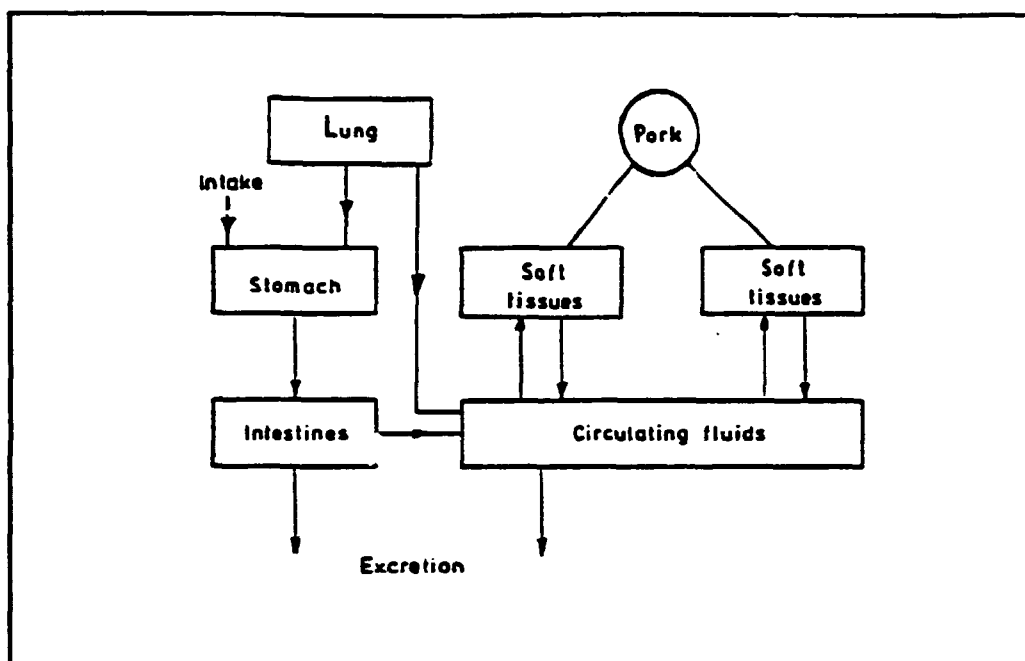 Lung
Pork
Intake
Stomach
Soft
tissues
Soft
tissues
Intestines
Circulating fluids
Excretion